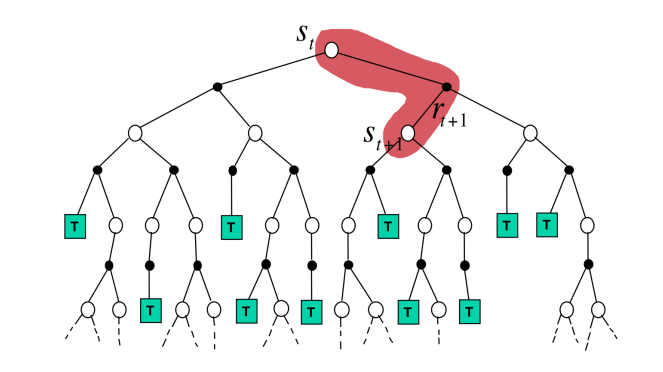 s_t
r_{t+1}
s_{t+1}
T T T T T
T T T T T